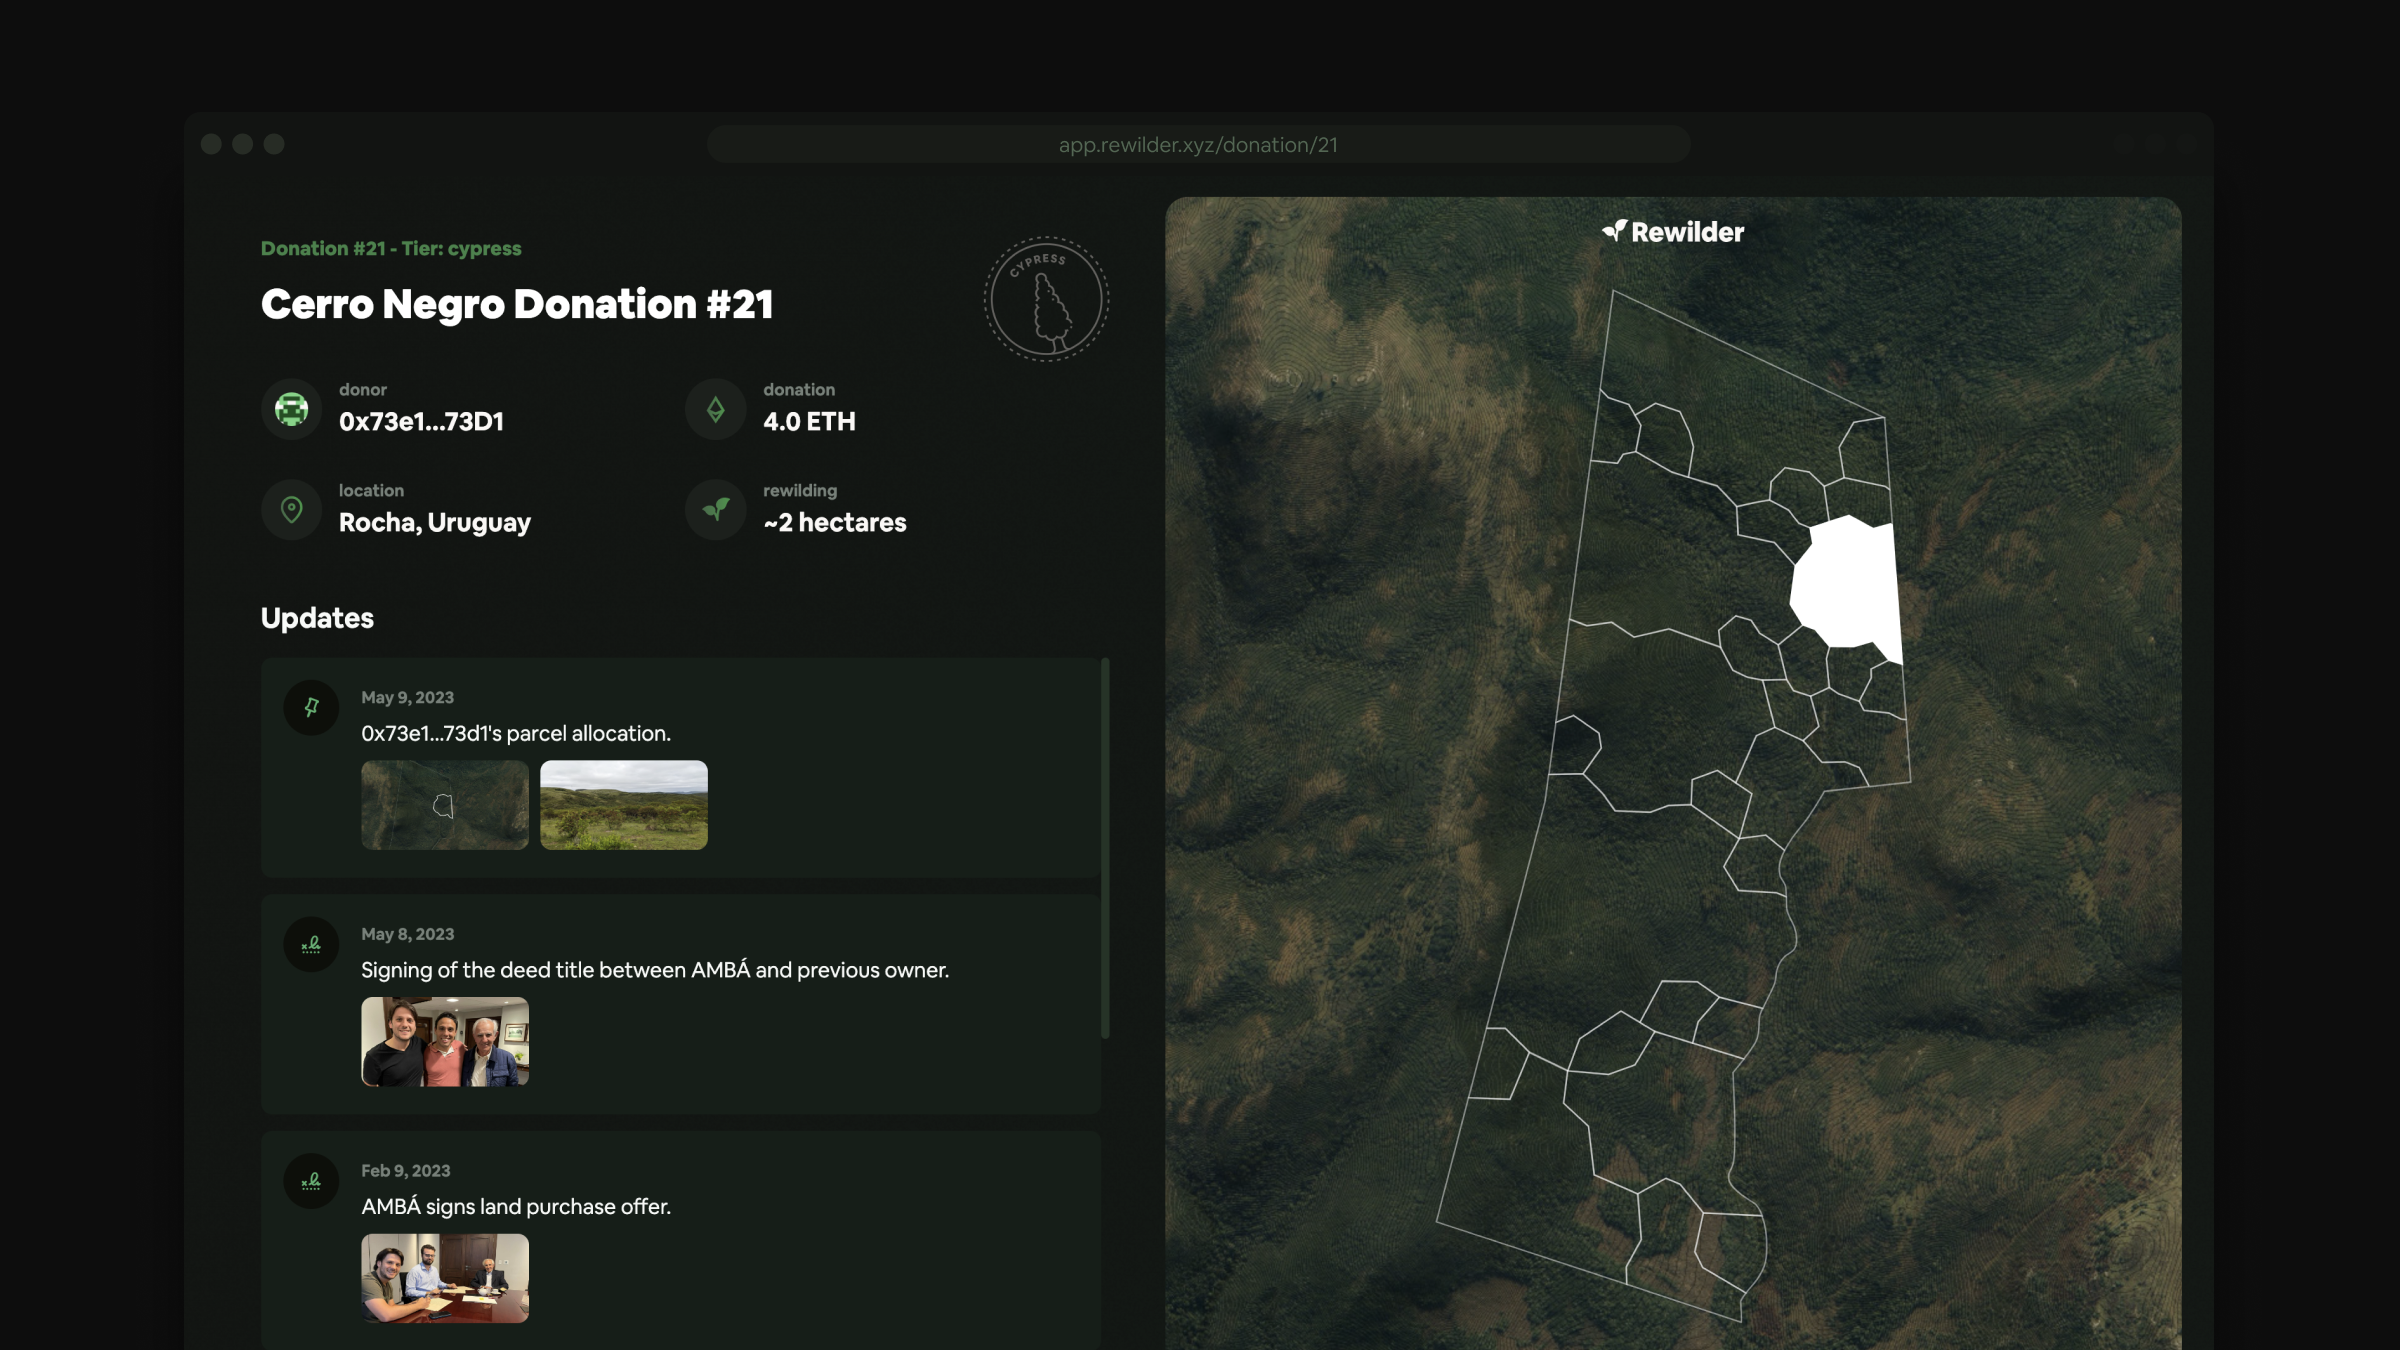 app.rewilder.xyz/donation/21
Donation #21 - Tier: cypress
Cerro Negro Donation #21
CYPRESS
donor
0x73e1...73D1
donation
4.0 ETH
location
Rocha, Uruguay
rewilding
~2 hectares
Updates
May 9, 2023
0x73e1...73d1's parcel allocation.
May 8, 2023
Signing of the deed title between AMBÁ and previous owner.
Feb 9, 2023
AMBÁ signs land purchase offer.
Rewilder